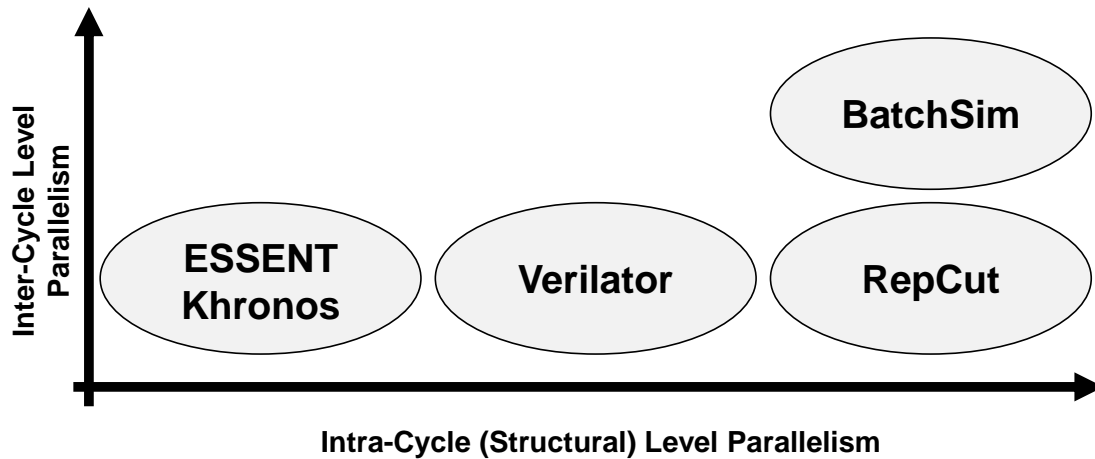 Inter-Cycle Level
Parallelism
BatchSim
ESSENT
Khronos
Verilator
RepCut
Intra-Cycle (Structural) Level Parallelism